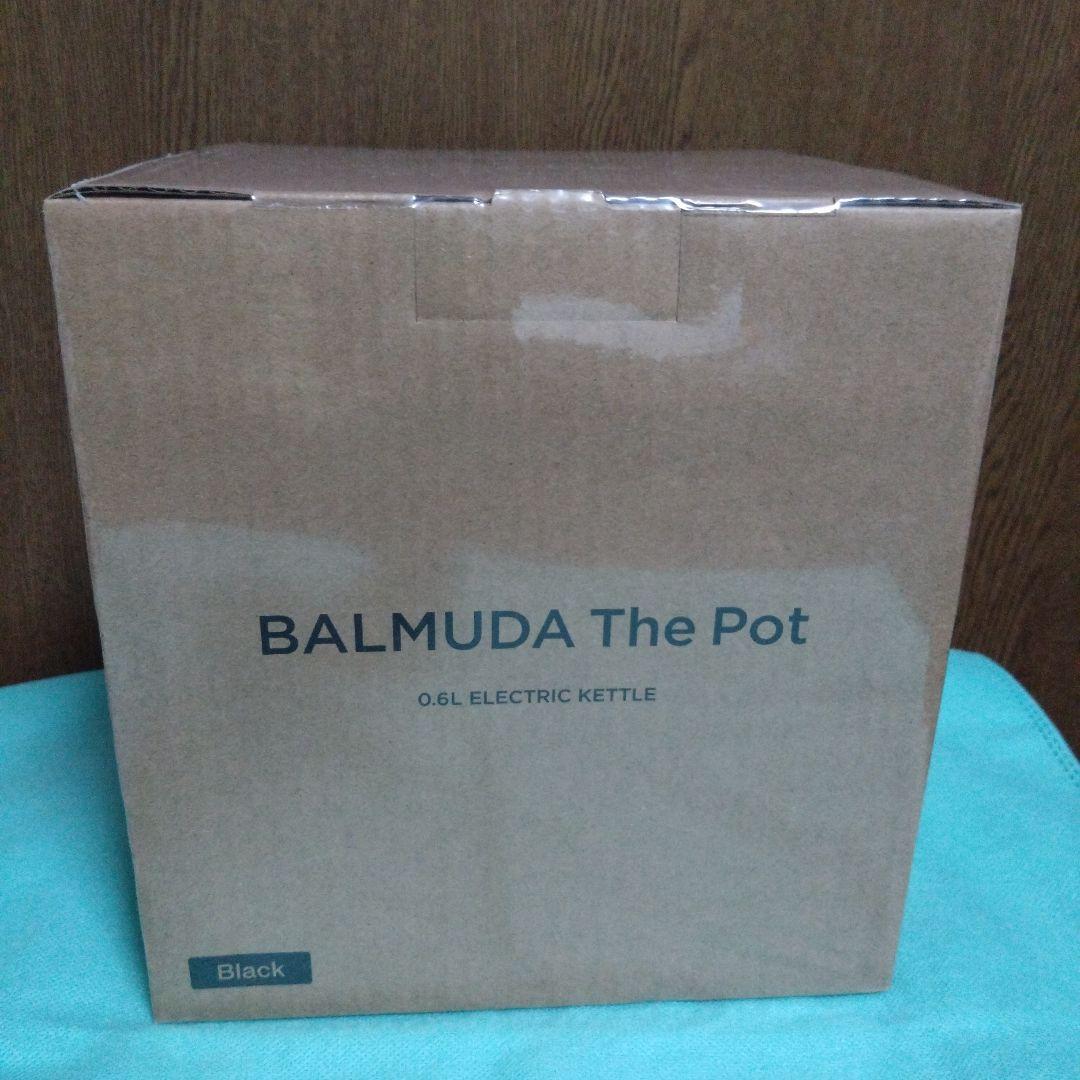 BALMUDA The Pot
0.6L ELECTRIC KETTLE
Black